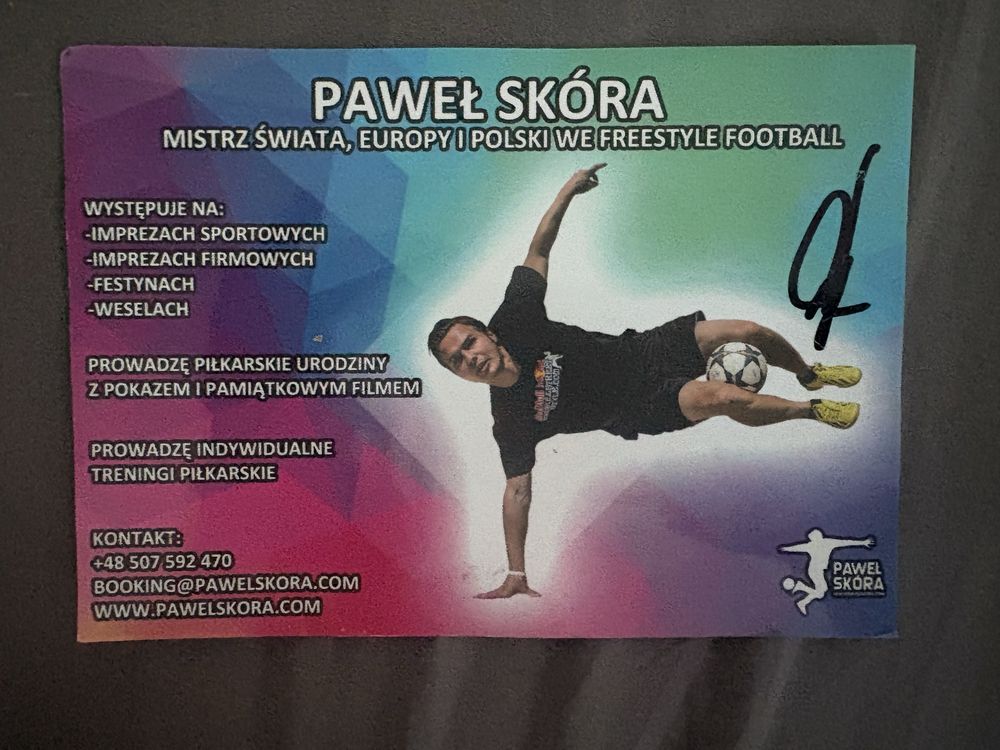 PAWEŁ SKÓRA
MISTRZ ŚWIATA, EUROPY I POLSKI WE FREESTYLE FOOTBALL
WYSTĘPUJE NA:
-IMPREZACH SPORTOWYCH
-IMPREZACH FIRMOWYCH
-FESTYNACH
-WESELACH
PROWADZĘ PIŁKARSKIE URODZINY
Z POKAZEM I PAMIĄTKOWYM FILMEM
PROWADZĘ INDYWIDUALNE
TRENINGI PIŁKARSKIE
KONTAKT:
+48 507 592 470
BOOKING@PAWELSKORA.COM
WWW.PAWELSKORA.COM
PAWEŁ
SKÓRA